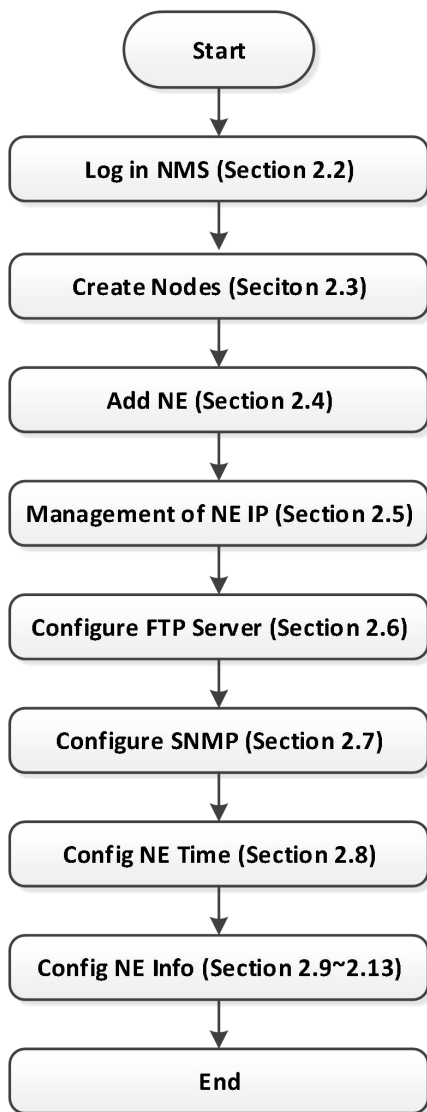 Start
Log in NMS (Section 2.2)
Create Nodes (Seciton 2.3)
Add NE (Section 2.4)
Management of NE IP (Section 2.5)
Configure FTP Server (Section 2.6)
Configure SNMP (Section 2.7)
Config NE Time (Section 2.8)
Config NE Info (Section 2.9~2.13)
End